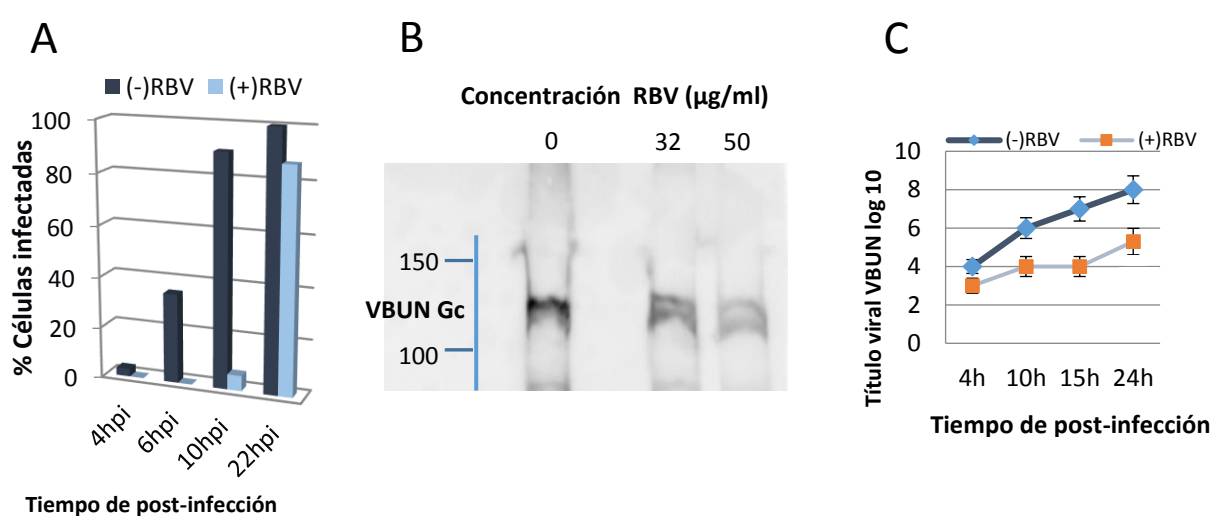 A
(-)RBV (+)RBV
% Células infectadas
100
80
60
40
20
0
4hpi
6hpi
10hpi
22hpi
Tiempo de post-infección
B
Concentración RBV (µg/ml)
0 32 50
150
VBUN Gc
100
C
(-)RBV (+)RBV
Título viral VBUN log 10
10
8
6
4
2
0
4h 10h 15h 24h
Tiempo de post-infección